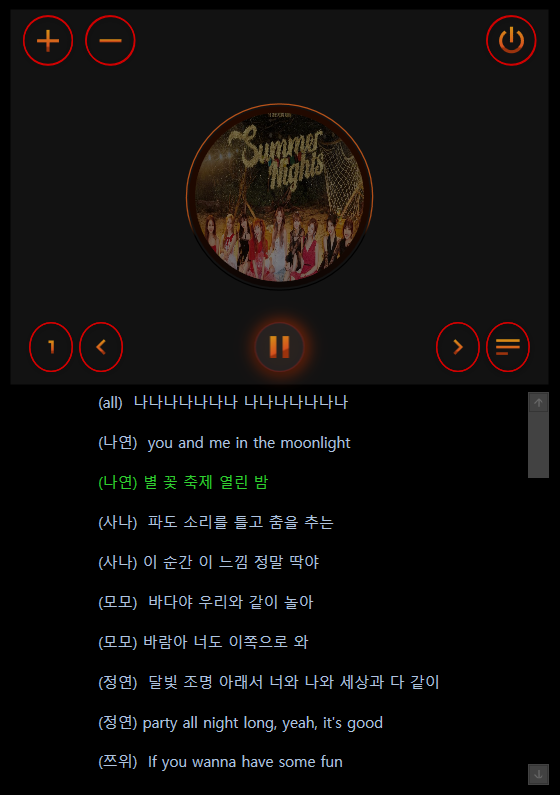 Summer
Nights
1
(all) 나나나나나나나 나나나나나나나
(나연) you and me in the moonlight
(나연) 별 꽃 축제 열린 밤
(사나) 파도 소리를 틀고 춤을 추는
(사나) 이 순간 이 느낌 정말 딱야
(모모) 바다야 우리와 같이 놀아
(모모) 바람아 너도 이쪽으로 와
(정연) 달빛 조명 아래서 너와 나와 세상과 다 같이
(정연) party all night long, yeah, it's good
(쯔위) If you wanna have some fun